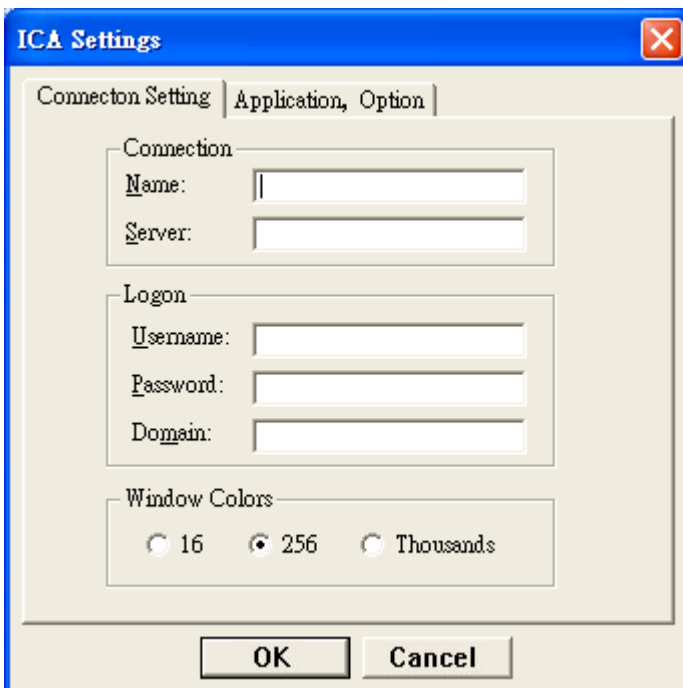 ICA Settings
Connecton Setting
Application, Option
Connection
Name:
Server:
Logon
Username:
Password:
Domain:
Window Colors
16 256 Thousands
OK Cancel